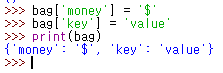 >>> bag['money'] = '$'
>>> bag['key'] = 'value'
>>> print(bag)
{'money': '$', 'key': 'value'}
>>>